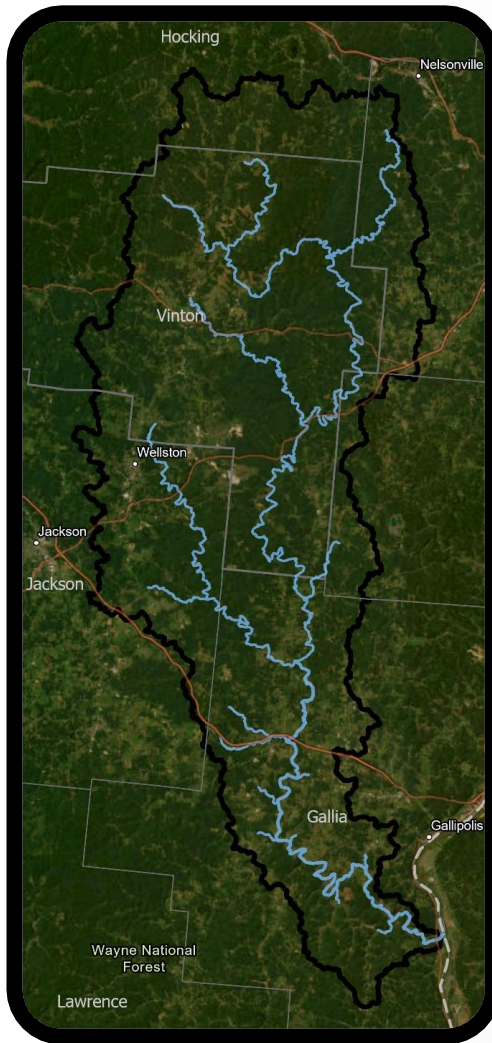 Hocking
Nelsonville
Vinton
Wellston
Jackson
Jackson
Gallia
Gallipolis
Wayne National
Forest
Lawrence